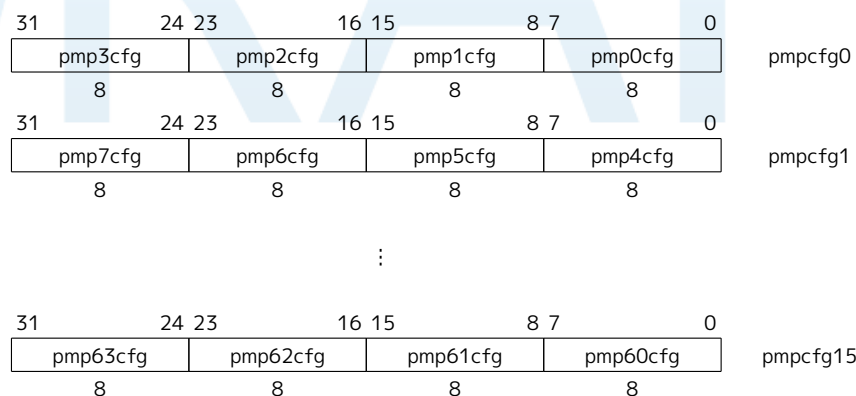 31 24 23 16 15 8 7 0
pmp3cfg pmp2cfg pmp1cfg pmp0cfg pmpcfg0
8 8 8 8
31 24 23 16 15 8 7 0
pmp7cfg pmp6cfg pmp5cfg pmp4cfg pmpcfg1
8 8 8 8
⋮
31 24 23 16 15 8 7 0
pmp63cfg pmp62cfg pmp61cfg pmp60cfg pmpcfg15
8 8 8 8